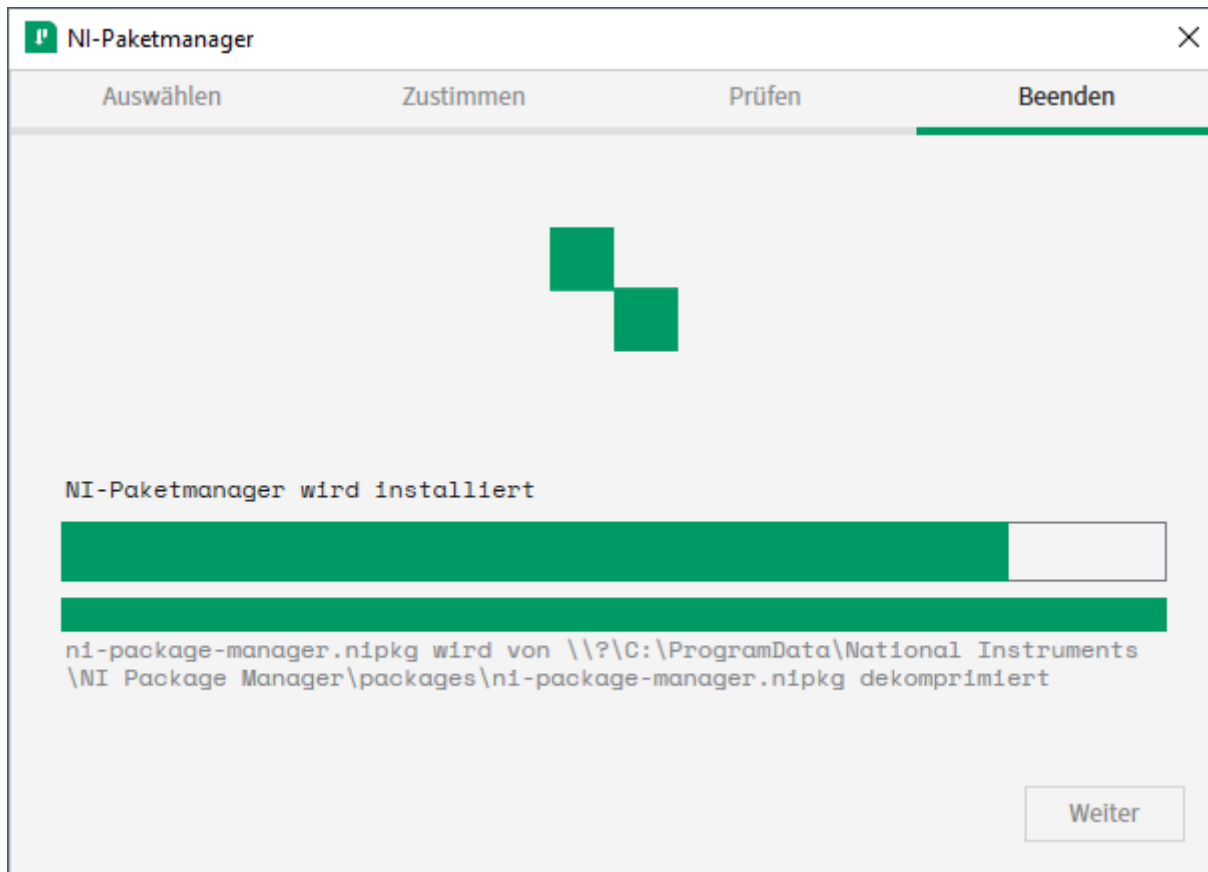 NI-Paketmanager
Auswählen Zustimmen Prüfen Beenden
NI-Paketmanager wird installiert
ni-package-manager.nipkg wird von \\?\C:\ProgramData\National Instruments
\NI Package Manager\packages\ni-package-manager.nipkg dekomprimiert
Weiter